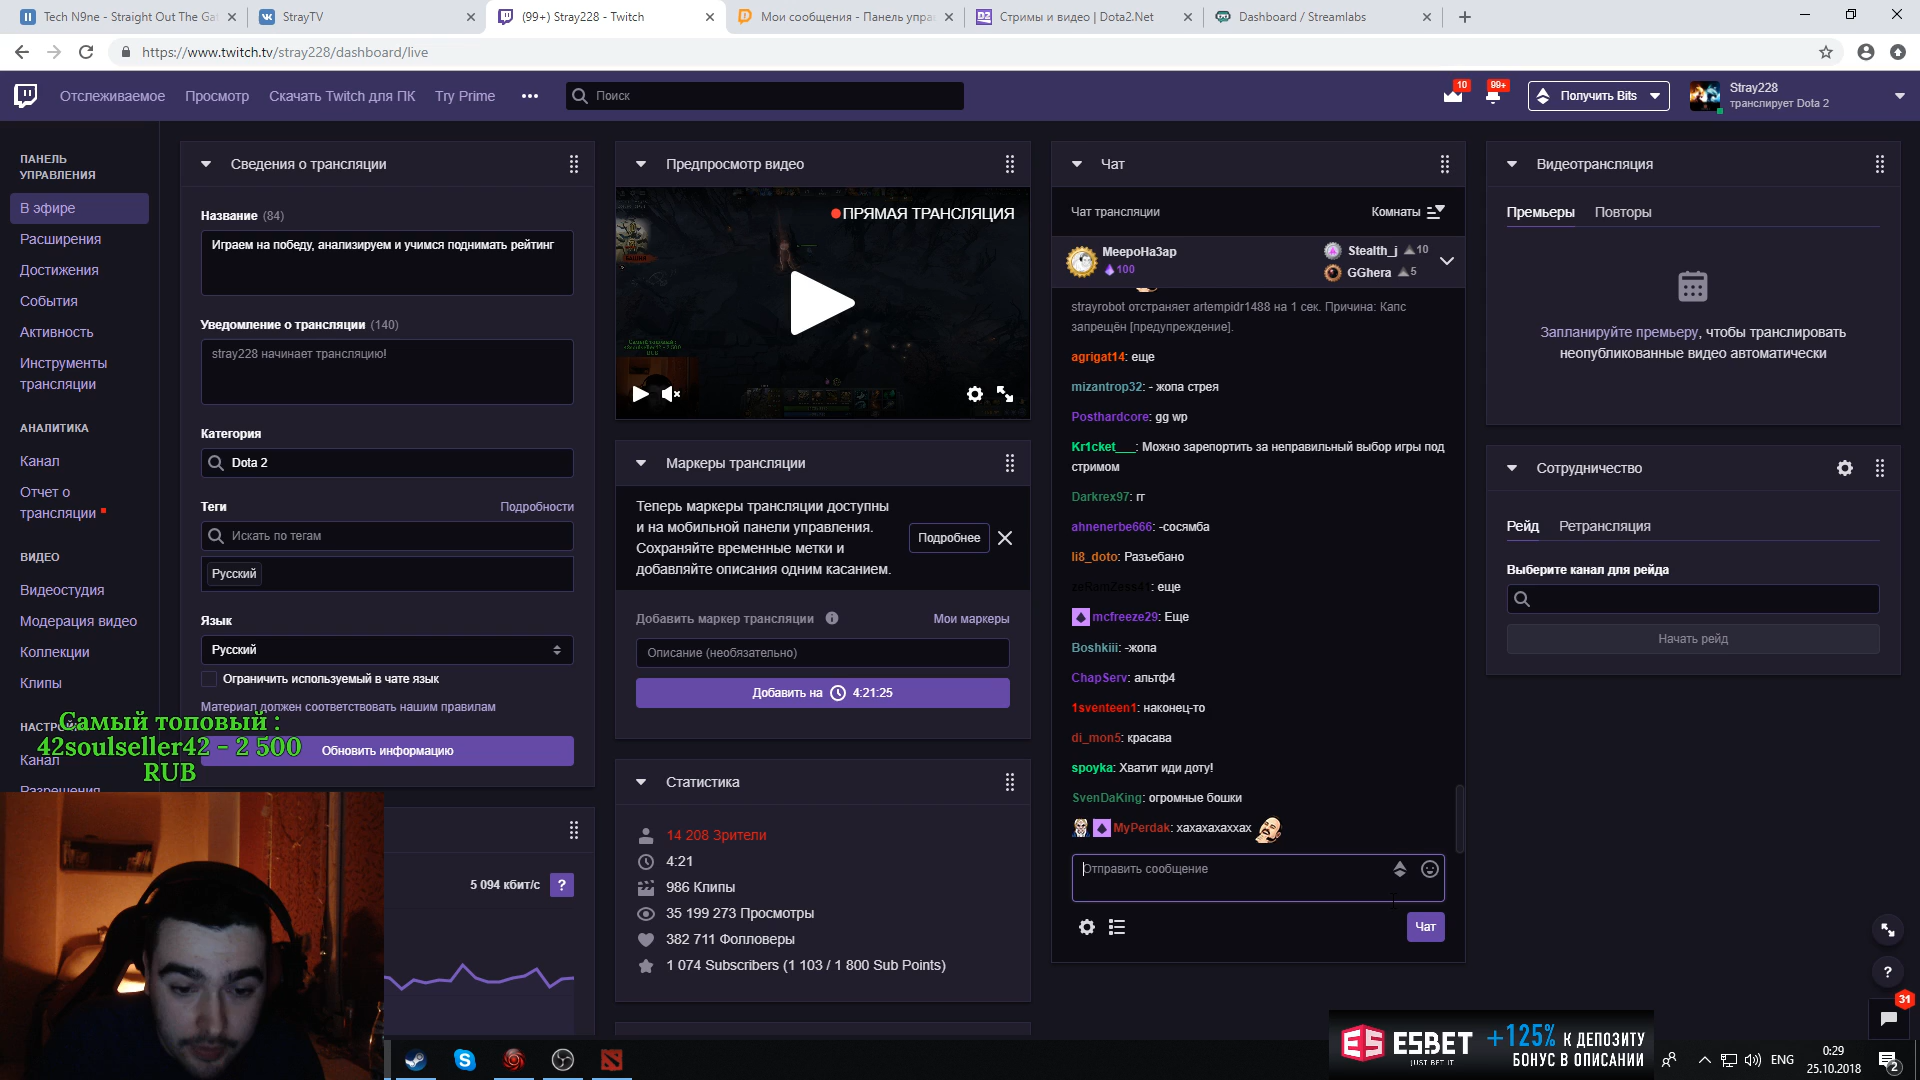 Tech N9ne - Straight Out The Ga
StrayTV
(99+) Stray228 - Twitch
Мои сообщения - Панель упра
Стримы и видео | Dota2.Net
Dashboard / Streamlabs
https://www.twitch.tv/stray228/dashboard/live
Отслеживаемое
Просмотр
Скачать Twitch для ПК
Try Prime
Поиск
10
99+
Получить Bits
Stray228
транслирует Dota 2
ПАНЕЛЬ
УПРАВЛЕНИЯ
В эфире
Расширения
Достижения
События
Активность
Инструменты
трансляции
АНАЛИТИКА
Канал
Отчет о
трансляции
ВИДЕО
Видеостудия
Модерация видео
Коллекции
Клипы
Канал
Самый топовый :
42soulseller42 - 2 500
RUB
Сведения о трансляции
Название (84)
Играем на победу, анализируем и учимся поднимать рейтинг
Уведомление о трансляции (140)
stray228 начинает трансляцию!
Категория
Dota 2
Теги
Подробности
Искать по тегам
Русский
Язык
Русский
Ограничить используемый в чате язык
Материал должен соответствовать нашим правилам
Обновить информацию
5 094 кбит/с
?
Предпросмотр видео
ПРЯМАЯ ТРАНСЛЯЦИЯ
Маркеры трансляции
Теперь маркеры трансляции доступны
и на мобильной панели управления.
Сохраняйте временные метки и
добавляйте описания одним касанием.
Подробнее
Добавить маркер трансляции
Мои маркеры
Описание (необязательно)
Добавить на 4:21:25
Статистика
14 208 Зрители
4:21
986 Клипы
35 199 273 Просмотры
382 711 Фолловеры
1 074 Subscribers (1 103 / 1 800 Sub Points)
Чат
Чат трансляции
Комнаты
МеероНаЗар
100
Stealth_j 10
GGhera 5
strayrobot отстраняет artempidr1488 на 1 сек. Причина: Капс
запрещён [предупреждение].
agrigat14: еще
mizantrop32: - жопа стрея
Posthardcore: gg wp
Kr1cket___: Можно зарепортить за неправильный выбор игры под
стримом
Darkrex97: гг
ahnenerbe666: -сосямба
li8_doto: Разъебано
: еще
mcfreeze29: Еще
Boshkiii: -жопа
ChapServ: альтф4
1sventeen1: наконец-то
di_mon5: красава
spoyka: Хватит иди доту!
SvenDaKing: огромные бошки
MyPerdak: хахахахаххах
Отправить сообщение
Чат
Видеотрансляция
Премьеры
Повторы
Запланируйте премьеру, чтобы транслировать
неопубликованные видео автоматически
Сотрудничество
Рейд
Ретрансляция
Выберите канал для рейда
Начать рейд
?
31
ESBET
JUST BET IT
+125% К ДЕПОЗИТУ
БОНУС В ОПИСАНИИ
ENG
0:29
25.10.2018
2